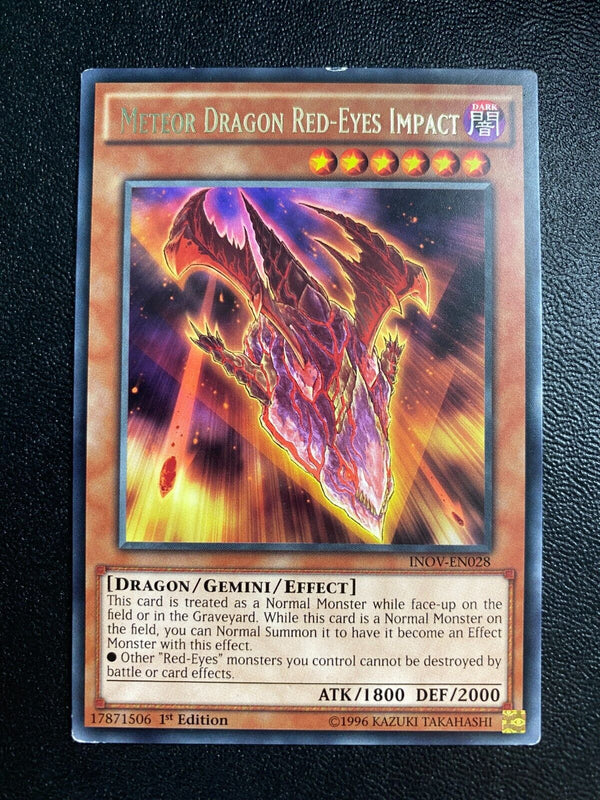 METEOR DRAGON RED-EYES IMPACT
DARK
闇
INOV-EN028
[DRAGON/GEMINI/EFFECT]
This card is treated as a Normal Monster while face-up on the
field or in the Graveyard. While this card is a Normal Monster on
the field, you can Normal Summon it to have it become an Effect
Monster with this effect.
● Other "Red-Eyes" monsters you control cannot be destroyed by
battle or card effects.
ATK/1800 DEF/2000
17871506 1st Edition ©1996 KAZUKI TAKAHASHI